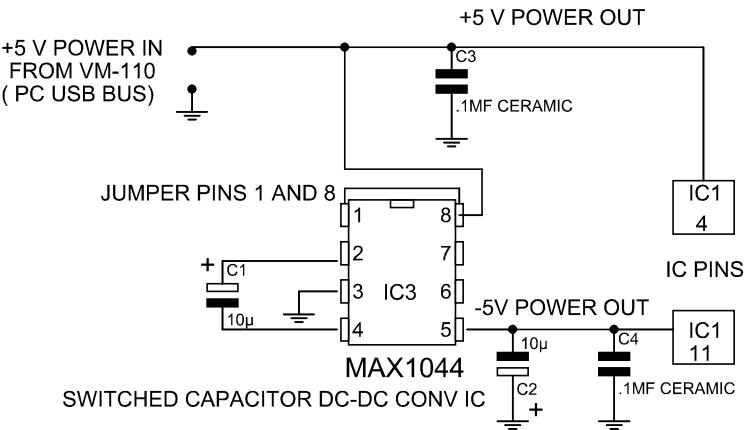 +5 V POWER OUT
+5 V POWER IN
FROM VM-110
( PC USB BUS)
C3
.1MF CERAMIC
JUMPER PINS 1 AND 8
1
8
2
7
3
6
4
5
IC3
+
C1
10µ
IC1
4
IC PINS
-5V POWER OUT
IC1
11
10µ
C2
+
C4
.1MF CERAMIC
MAX1044
SWITCHED CAPACITOR DC-DC CONV IC